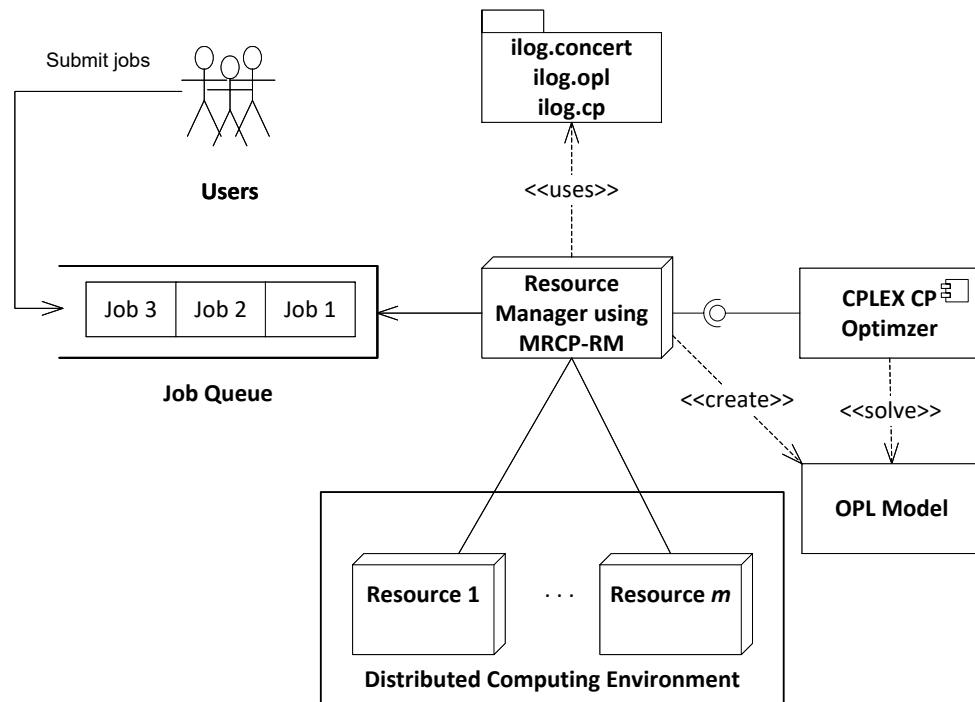 Submit jobs
Users
ilog.concert
ilog.opl
ilog.cp
<<uses>>
Job 3 Job 2 Job 1
Job Queue
Resource
Manager using
MRCP-RM
CPLEX CP
Optimzer
<<create>>
<<solve>>
OPL Model
Resource 1
. . .
Resource m
Distributed Computing Environment